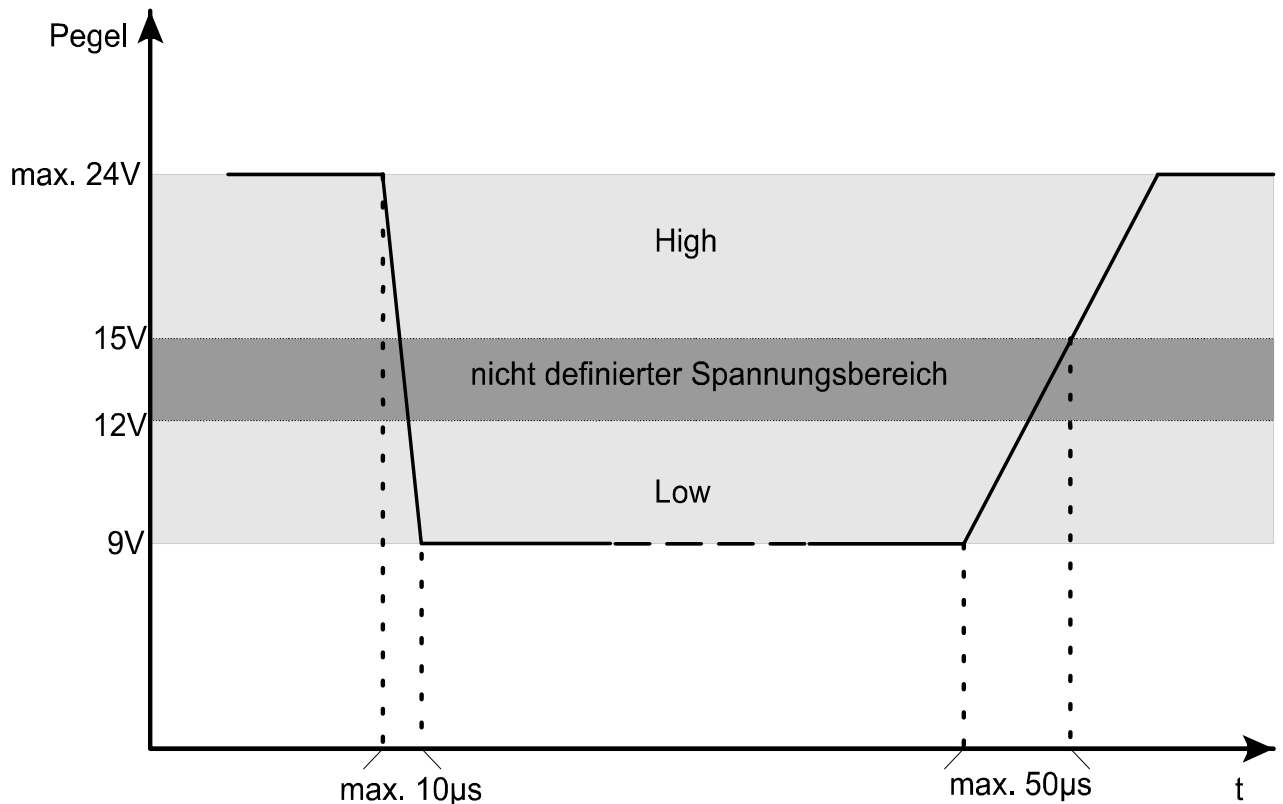 Pegel
max. 24V
High
15V
nicht definierter Spannungsbereich
12V
Low
9V
max. 10µs
max. 50µs
t